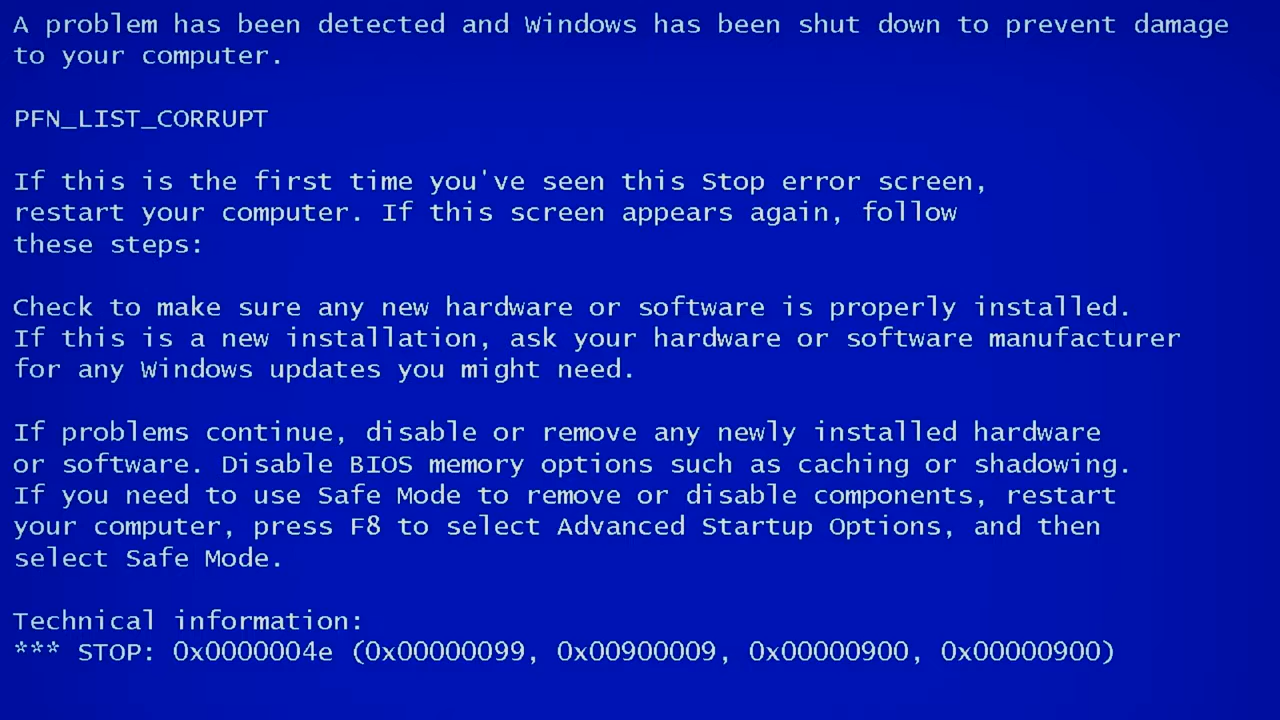 A problem has been detected and Windows has been shut down to prevent damage
to your computer.
PFN_LIST_CORRUPT
If this is the first time you've seen this Stop error screen,
restart your computer. If this screen appears again, follow
these steps:
Check to make sure any new hardware or software is properly installed.
If this is a new installation, ask your hardware or software manufacturer
for any Windows updates you might need.
If problems continue, disable or remove any newly installed hardware
or software. Disable BIOS memory options such as caching or shadowing.
If you need to use Safe Mode to remove or disable components, restart
your computer, press F8 to select Advanced Startup Options, and then
select Safe Mode.
Technical information:
*** STOP: 0x0000004e (0x00000099, 0x00900009, 0x00000900, 0x00000900)